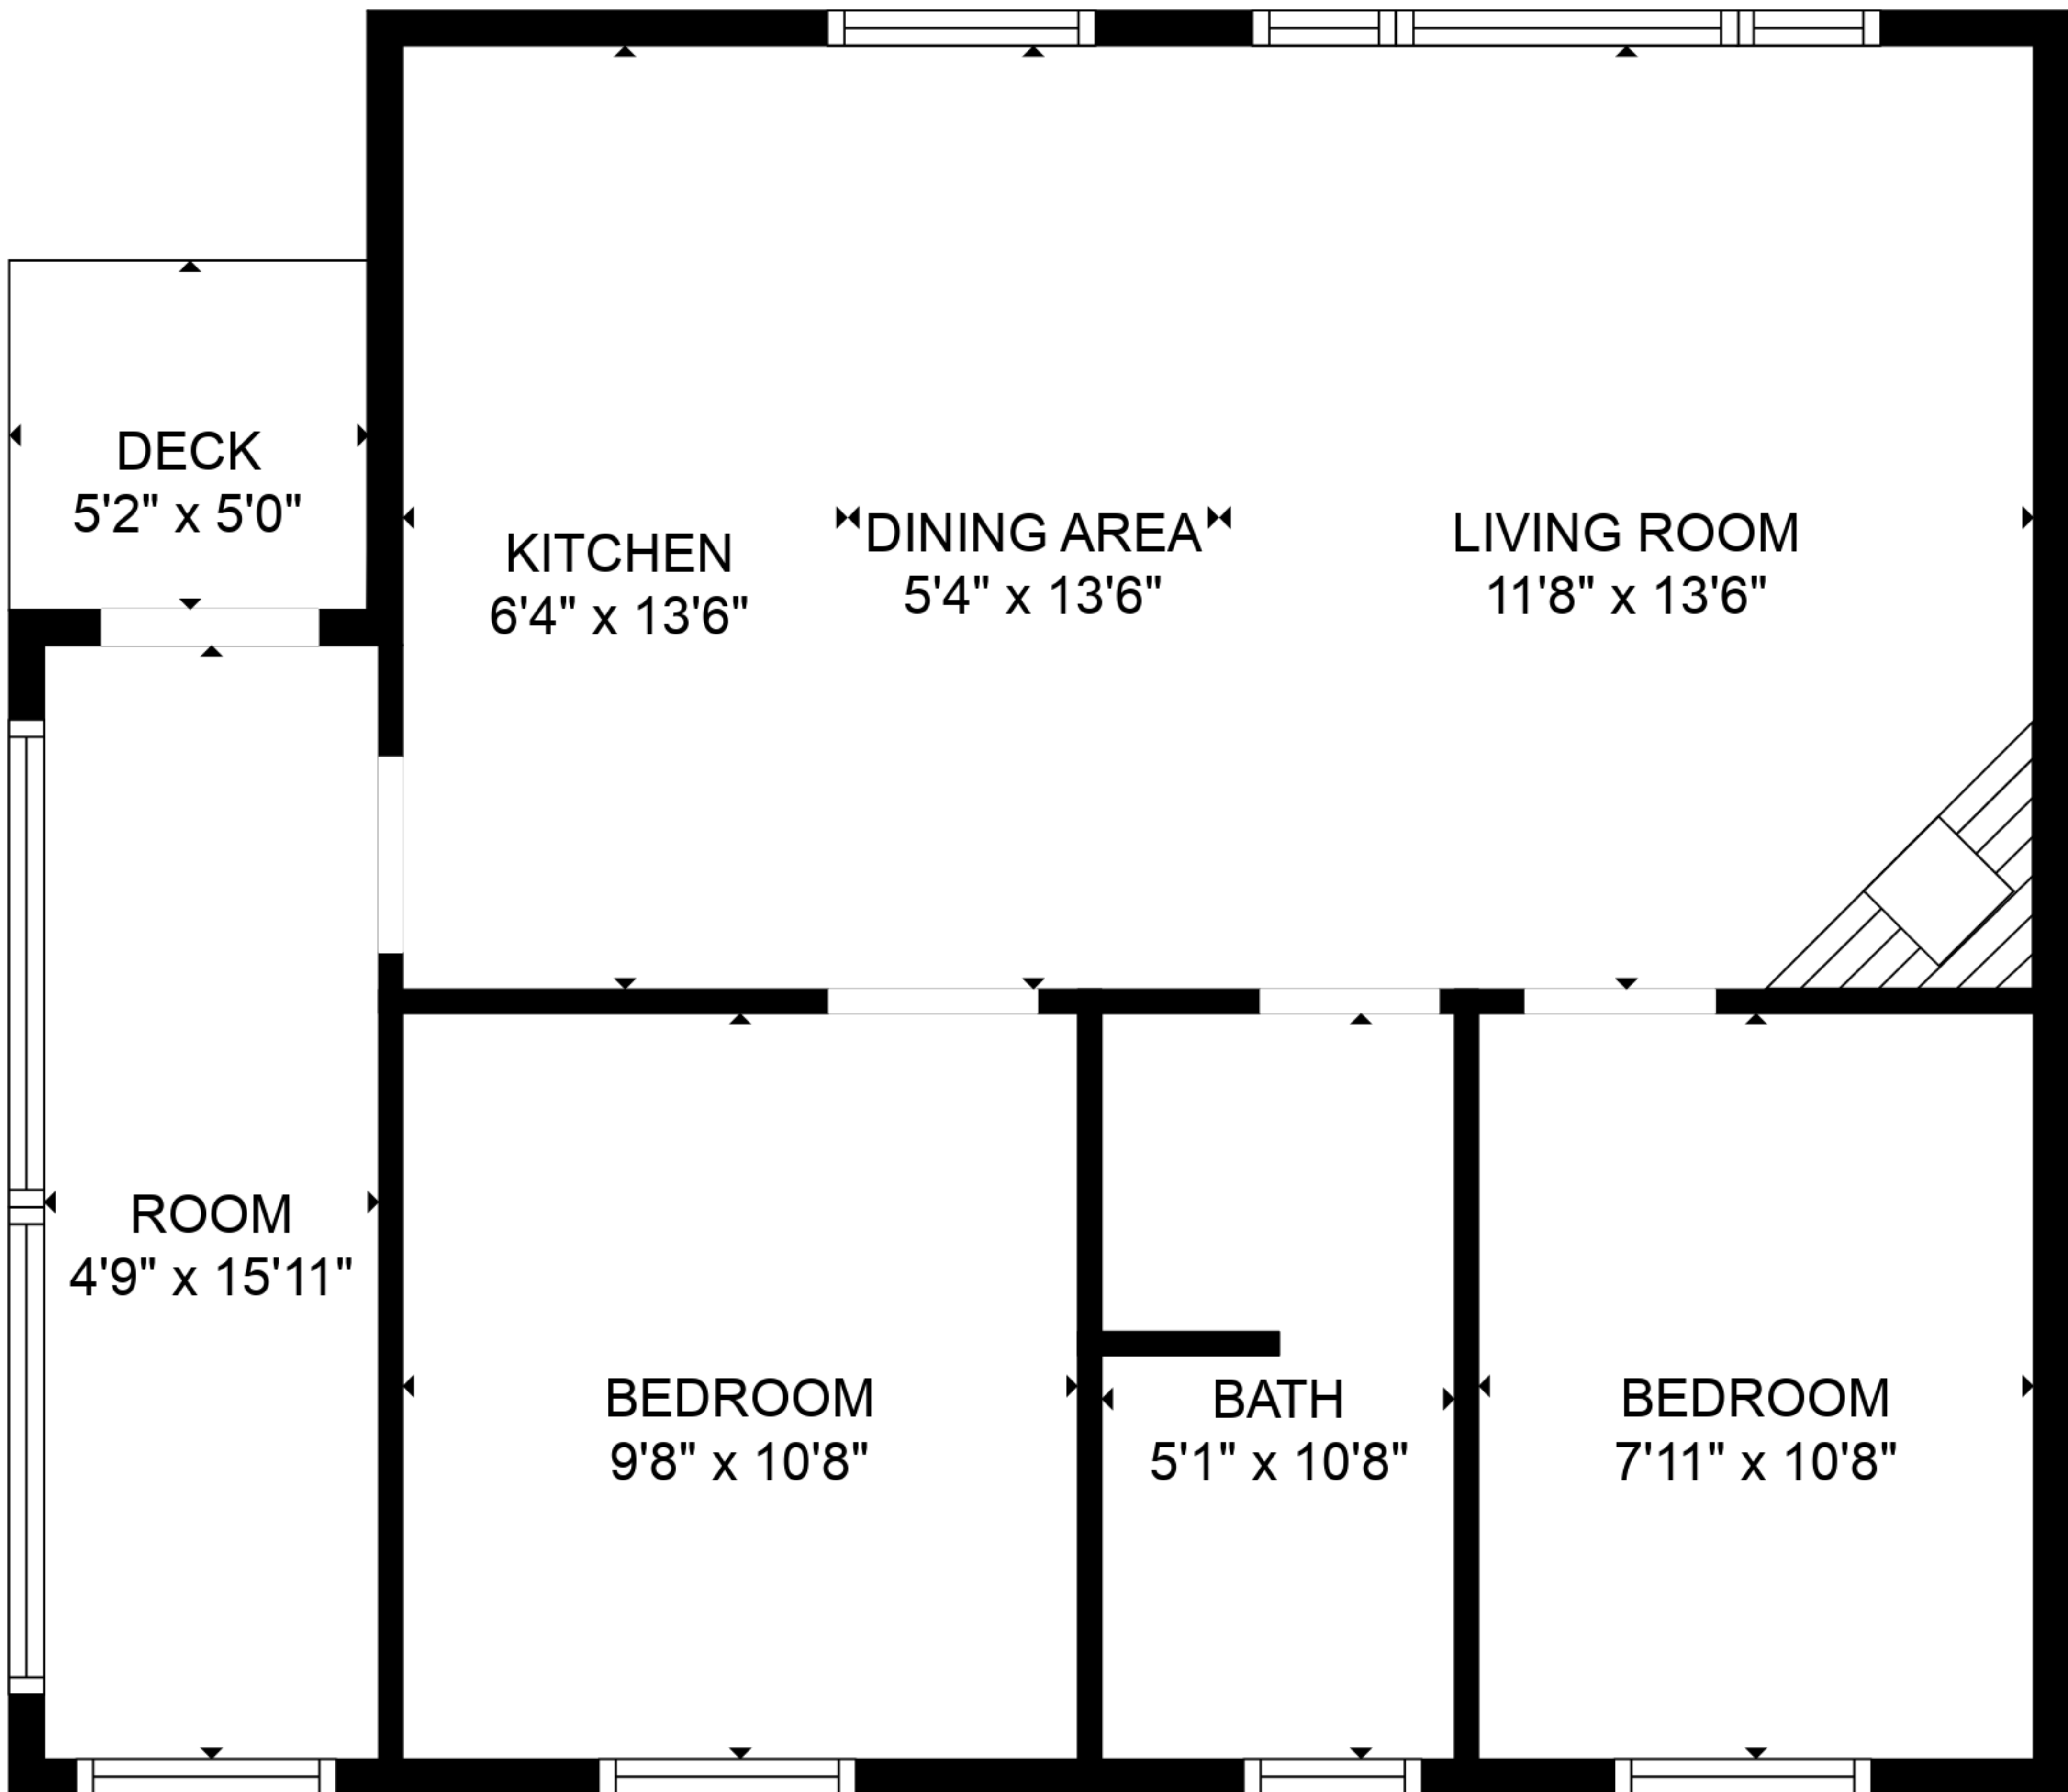 DECK
5'2" x 5'0"
KITCHEN
6'4" x 13'6"
DINING AREA
5'4" x 13'6"
LIVING ROOM
11'8" x 13'6"
ROOM
4'9" x 15'11"
BEDROOM
9'8" x 10'8"
BATH
5'1" x 10'8"
BEDROOM
7'11" x 10'8"